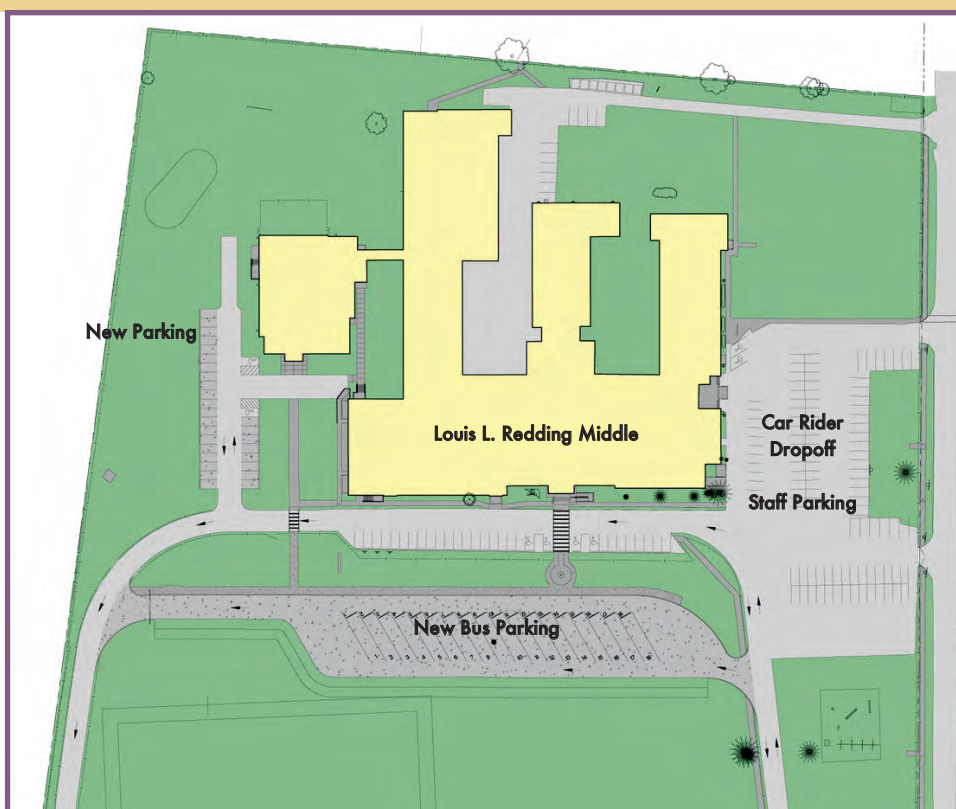 New Parking
Louis L. Redding Middle
Car Rider
Dropoff
Staff Parking
New Bus Parking